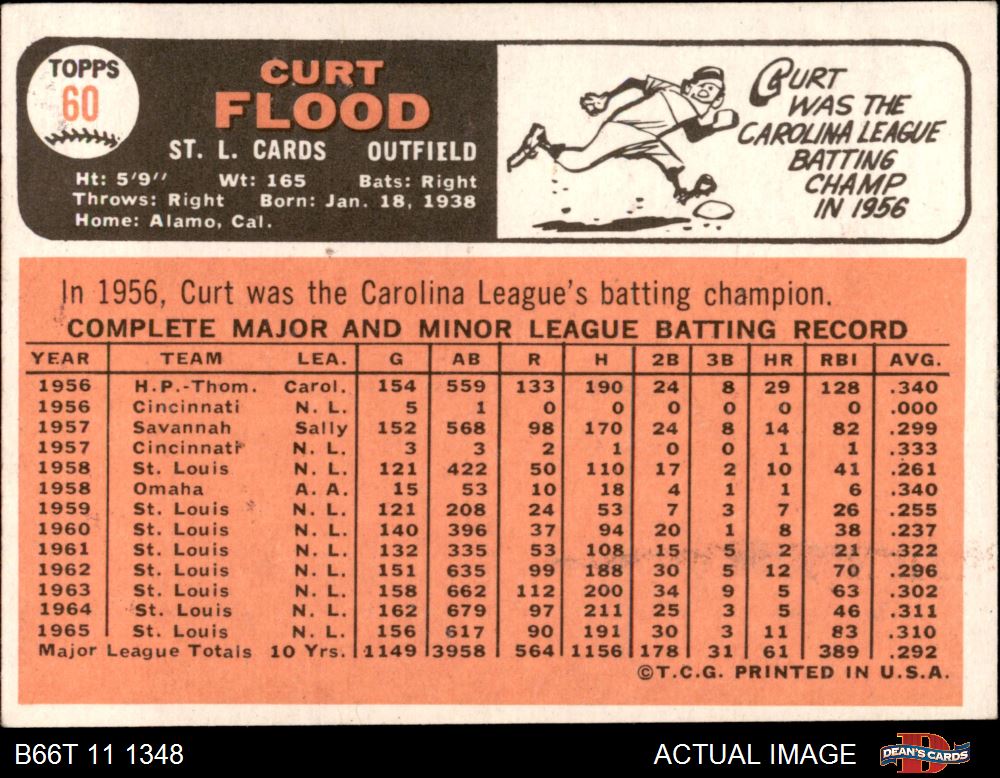 TOPPS
60
CURT
FLOOD
ST. L. CARDS OUTFIELD
Ht: 5'9" Wt: 165 Bats: Right
Throws: Right Born: Jan. 18, 1938
Home: Alamo, Cal.
CURT
WAS THE
CAROLINA LEAGUE
BATTING
CHAMP
IN 1956
In 1956, Curt was the Carolina League's batting champion.
COMPLETE MAJOR AND MINOR LEAGUE BATTING RECORD
YEAR TEAM LEA. G AB R H 2B 3B HR RBI AVG.
1956 H.P.-Thom. Carol. 154 559 133 190 24 8 29 128 .340
1956 Cincinnati N. L. 5 1 0 0 0 0 0 0 .000
1957 Savannah Sally 152 568 98 170 24 8 14 82 .299
1957 Cincinnati N. L. 3 3 2 1 0 0 1 1 .333
1958 St. Louis N. L. 121 422 50 110 17 2 10 41 .261
1958 Omaha A. A. 15 53 10 18 4 1 1 6 .340
1959 St. Louis N. L. 121 208 24 53 7 3 7 26 .255
1960 St. Louis N. L. 140 396 37 94 20 1 8 38 .237
1961 St. Louis N. L. 132 335 53 108 15 5 2 21 .322
1962 St. Louis N. L. 151 635 99 188 30 5 12 70 .296
1963 St. Louis N. L. 158 662 112 200 34 9 5 63 .302
1964 St. Louis N. L. 162 679 97 211 25 3 5 46 .311
1965 St. Louis N. L. 156 617 90 191 30 3 11 83 .310
Major League Totals 10 Yrs. 1149 3958 564 1156 178 31 61 389 .292
©T.C.G. PRINTED IN U.S.A.
B66T 11 1348 ACTUAL IMAGE
D
DEAN'S CARDS